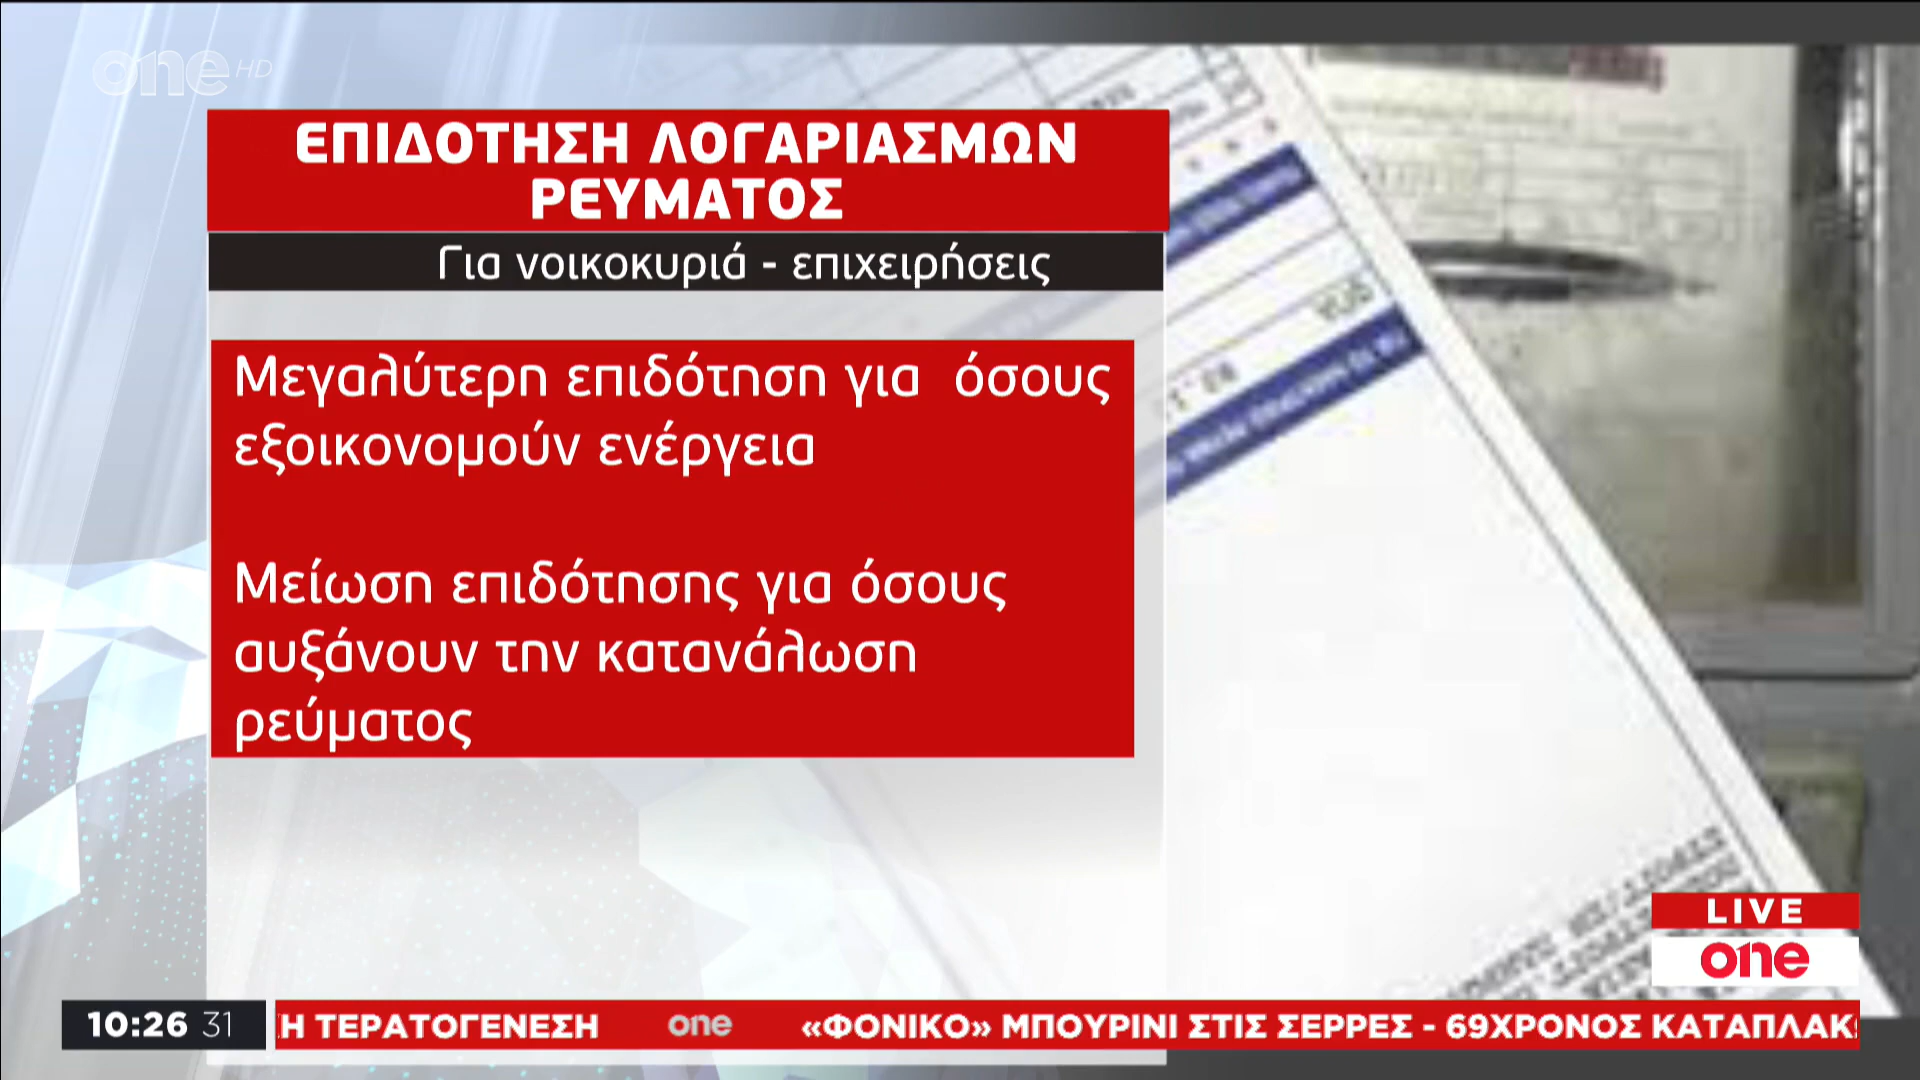 one HD
ΕΠΙΔΟΤΗΣΗ ΛΟΓΑΡΙΑΣΜΩΝ
ΡΕΥΜΑΤΟΣ
Για νοικοκυριά - επιχειρήσεις
Μεγαλύτερη επιδότηση για όσους
εξοικονομούν ενέργεια
Μείωση επιδότησης για όσους
αυξάνουν την κατανάλωση
ρεύματος
LIVE
one
10:26 31
Η ΤΕΡΑΤΟΓΕΝΕΣΗ one «ΦΟΝΙΚΟ» ΜΠΟΥΡΙΝΙ ΣΤΙΣ ΣΕΡΡΕΣ - 69ΧΡΟΝΟΣ ΚΑΤΑΠΛΑΚ